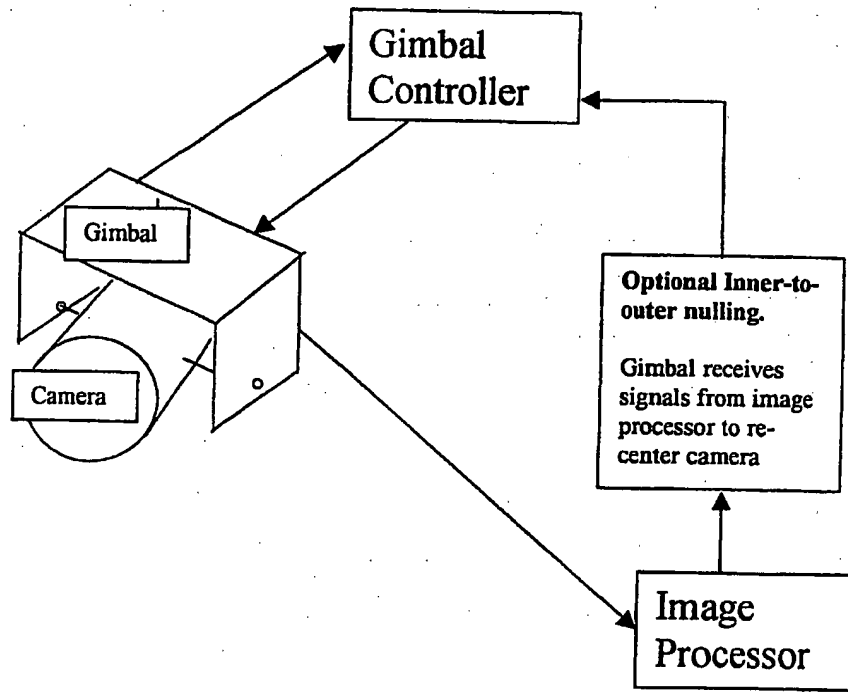 Gimbal
Controller
Gimbal
Camera
Optional Inner-to-
outer nulling.
Gimbal receives
signals from image
processor to re-
center camera
Image
Processor